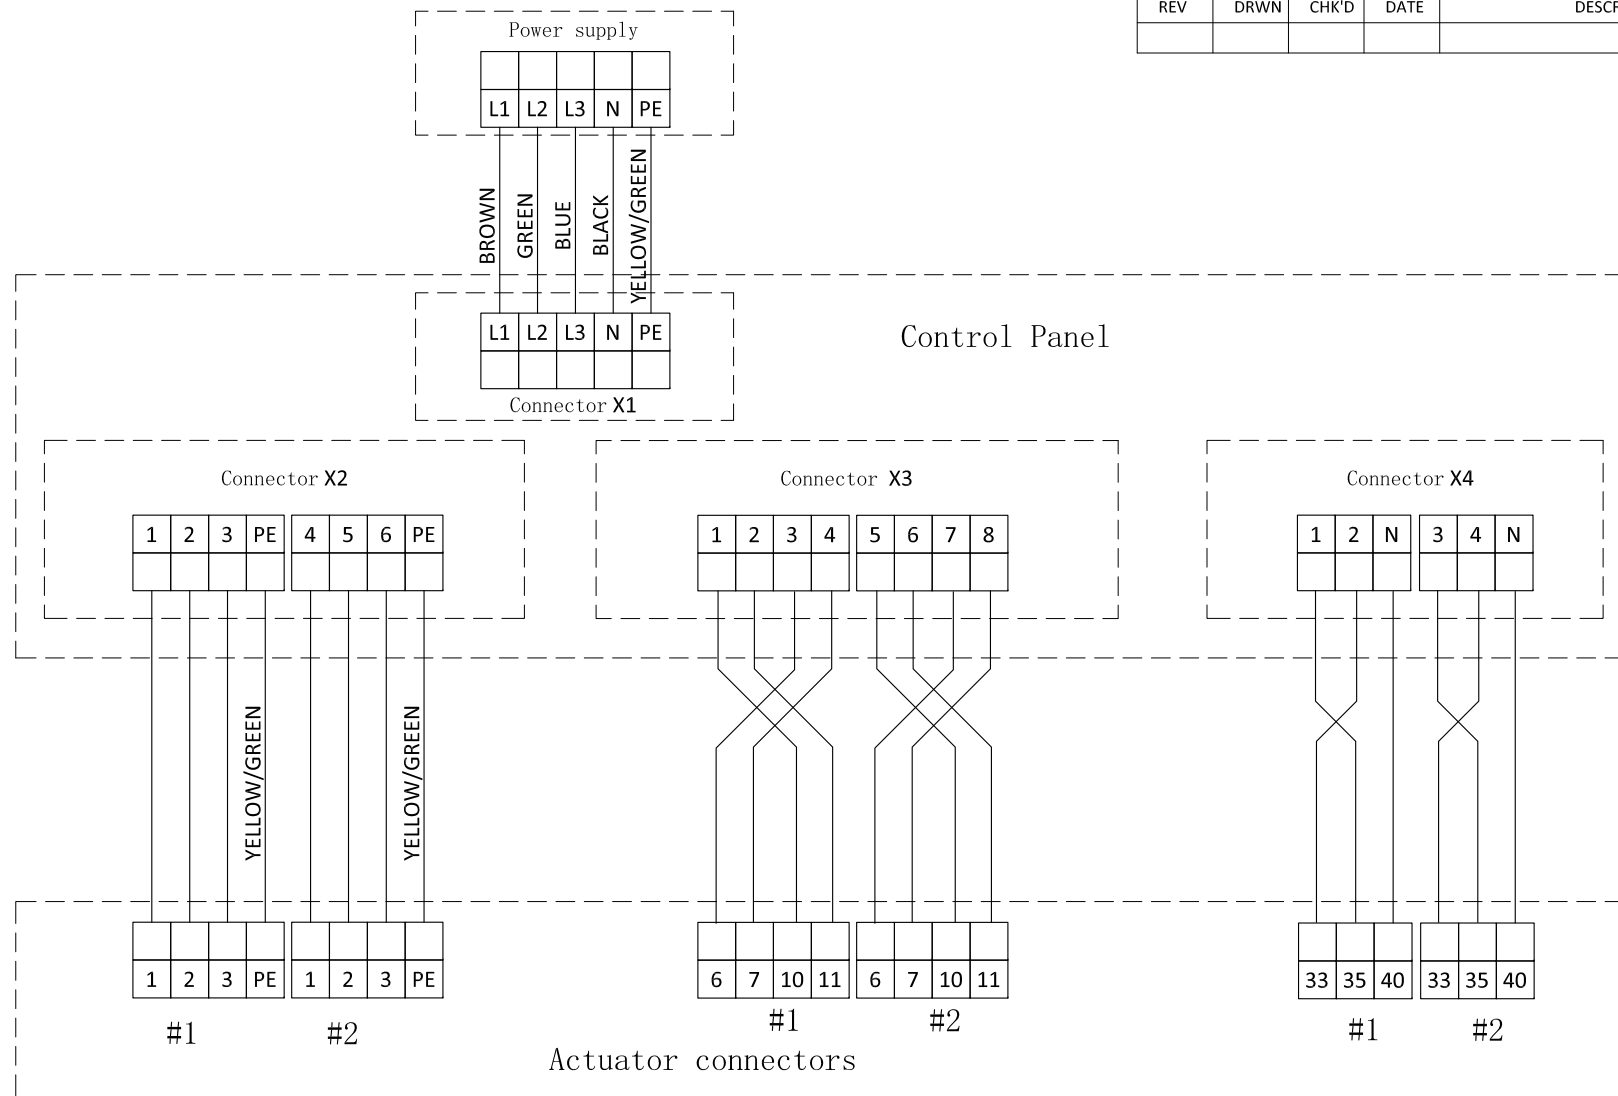 REV DRWN CHK'D DATE
Power supply
L1 L2 L3 N PE
BROWN GREEN BLUE BLACK YELLOW/GREEN
L1 L2 L3 N PE
Connector X1
Control Panel
Connector X2
1 2 3 PE 4 5 6 PE
Connector X3
1 2 3 4 5 6 7 8
Connector X4
1 2 N 3 4 N
YELLOW/GREEN YELLOW/GREEN
1 2 3 PE 1 2 3 PE
#1 #2
6 7 10 11 6 7 10 11
#1 #2
33 35 40 33 35 40
#1 #2
Actuator connectors